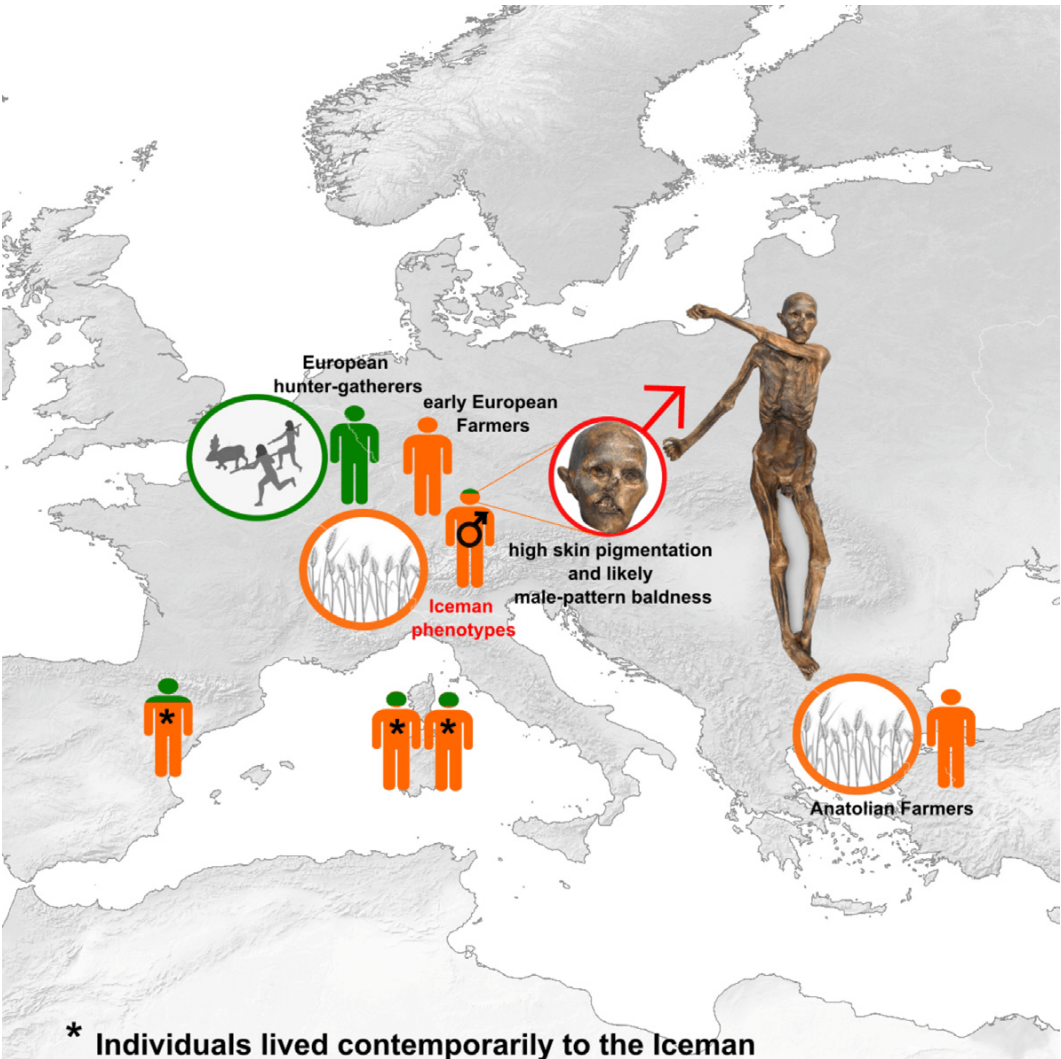 European
hunter-gatherers
early European
Farmers
high skin pigmentation
and likely
male-pattern baldness
Iceman
phenotypes
*
*
*
Anatolian Farmers
* Individuals lived contemporarily to the Iceman